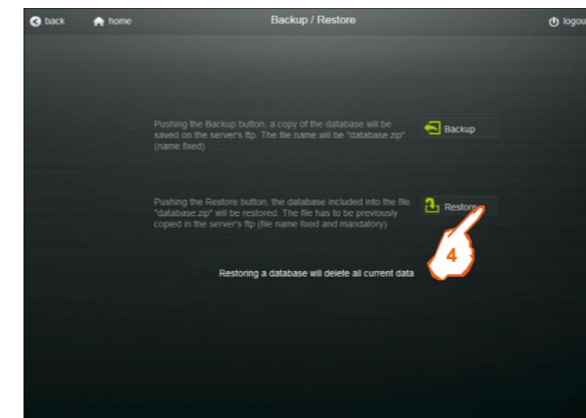 back
home
Backup / Restore
logou
Pushing the Backup button, a copy of the database will be
saved on the server's ftp. The file name will be "database.zip"
(name fixed)
Backup
Pushing the Restore button, the database included into the file
"database.zip" will be restored. The file has to be previously
copied in the server's ftp (file name fixed and mandatory)
Restore
4
Restoring a database will delete all current data